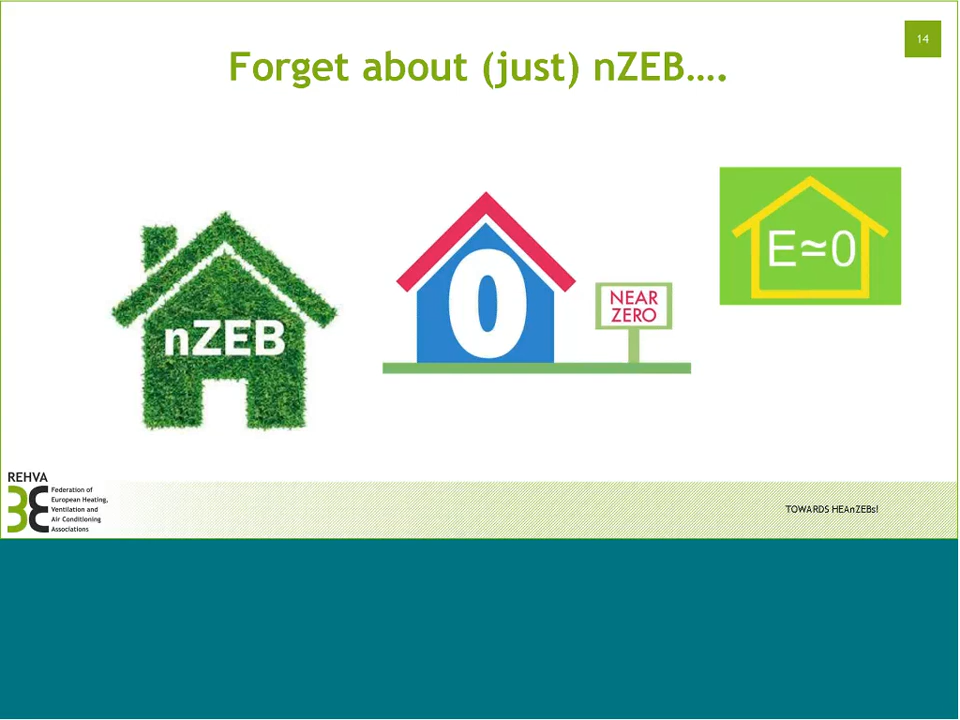 14
Forget about (just) nZEB....
nZEB
0
NEAR
ZERO
E≃0
REHVA
Federation of
European Heating,
Ventilation and
Air Conditioning
Associations
TOWARDS HEAnZEBs!